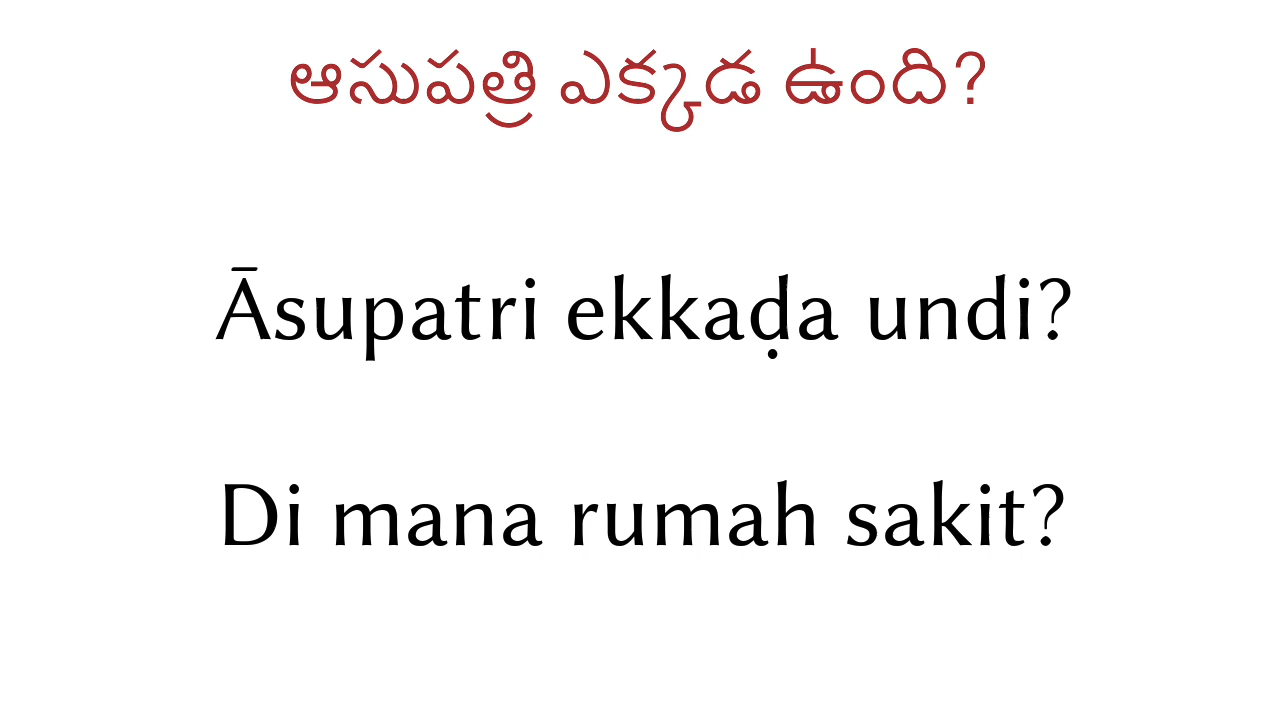 ఆసుపత్రి ఎక్కడ ఉంది?
Āsupatri ekkaḍa undi?
Di mana rumah sakit?